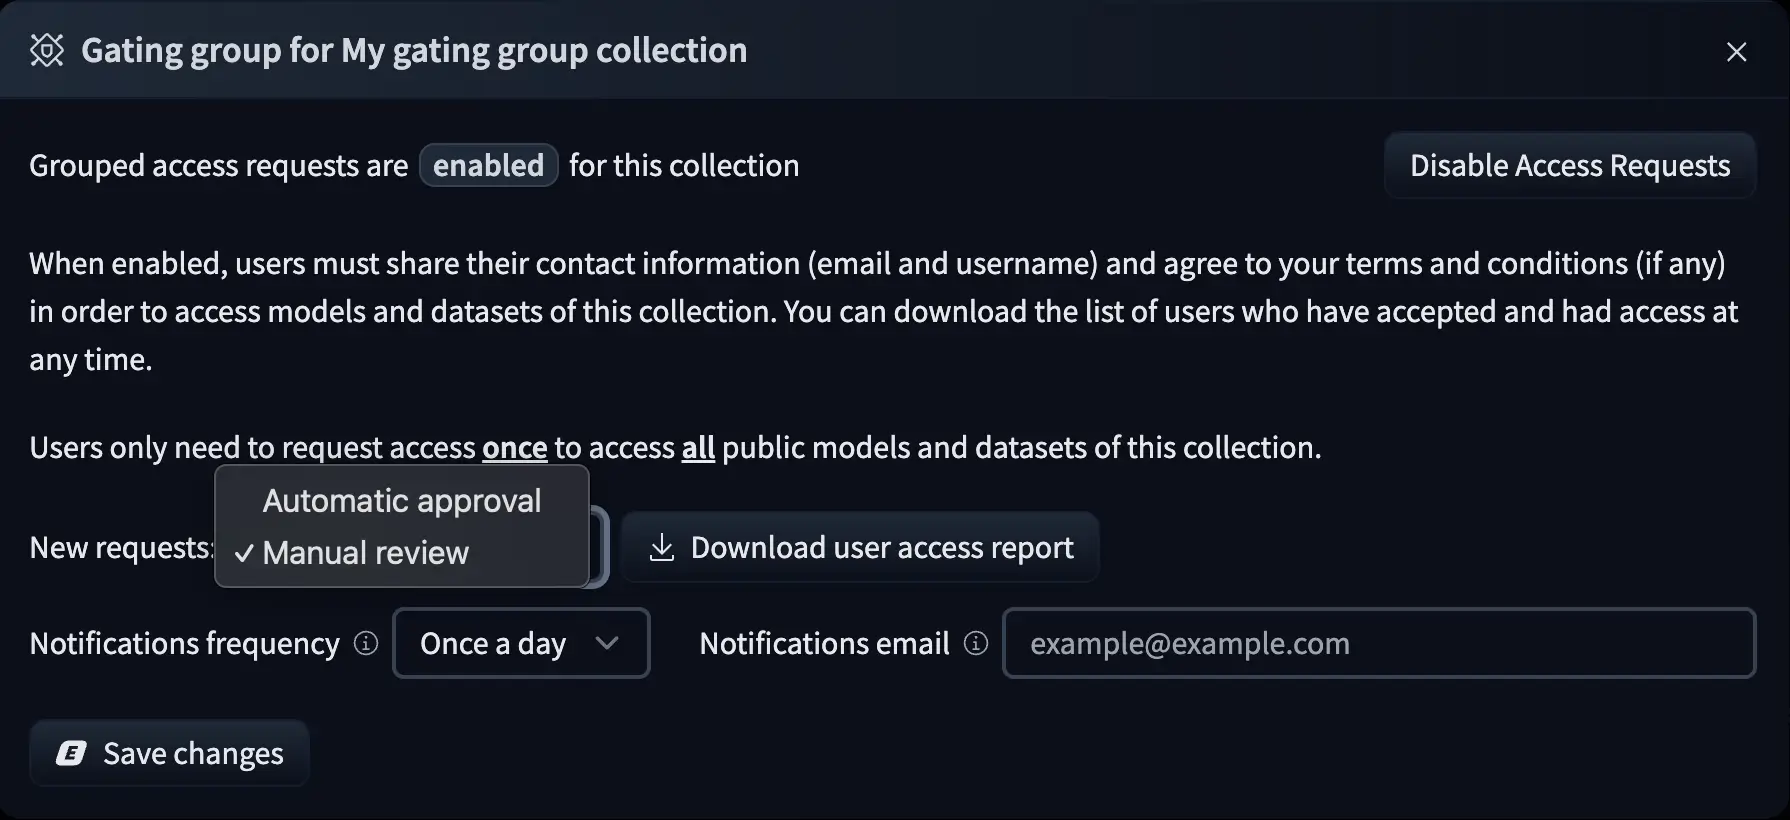 Gating group for My gating group collection
Grouped access requests are enabled for this collection
Disable Access Requests
When enabled, users must share their contact information (email and username) and agree to your terms and conditions (if any)
in order to access models and datasets of this collection. You can download the list of users who have accepted and had access at
any time.
Users only need to request access once to access all public models and datasets of this collection.
Automatic approval
New requests:
✓ Manual review
Download user access report
Notifications frequency
Once a day
Notifications email
example@example.com
E Save changes